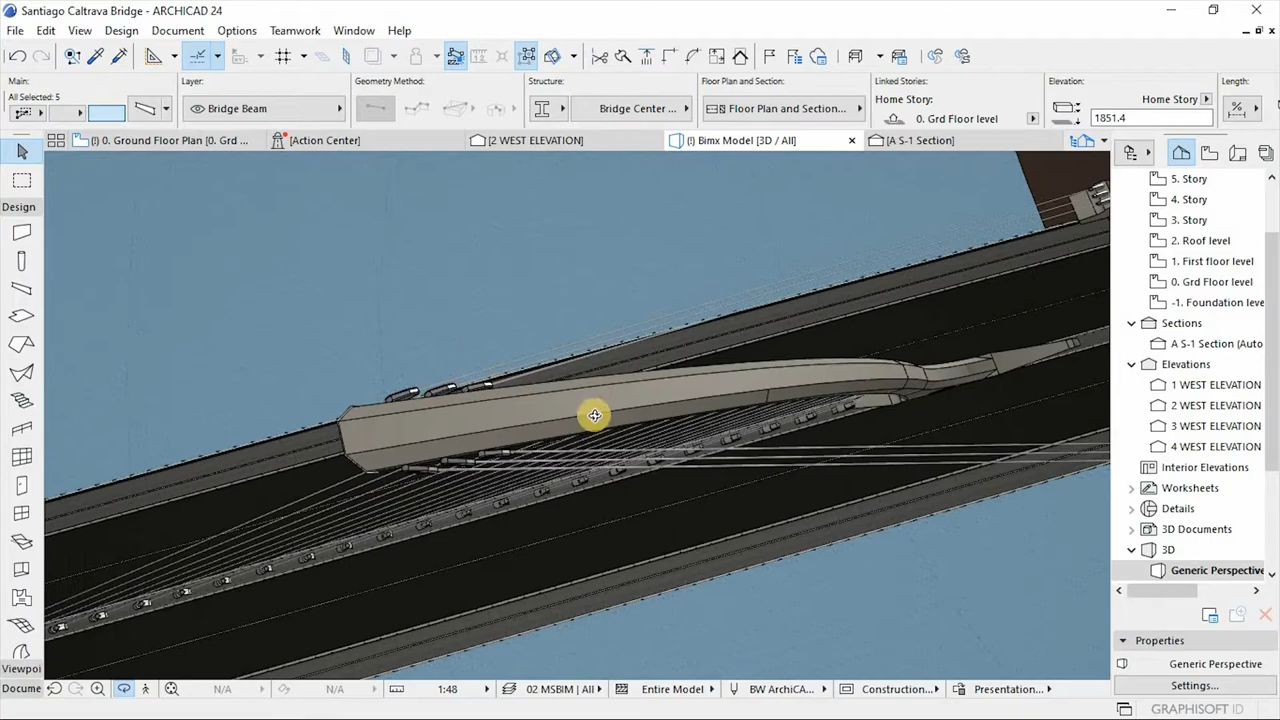 Santiago Caltrava Bridge - ARCHICAD 24
File Edit View Design Document Options Teamwork Window Help
Main: Layer: Geometry Method: Structure: Floor Plan and Section: Linked Stories: Elevation: Length:
All Selected: 5 Bridge Beam Bridge Center ... Floor Plan and Section... Home Story: 0. Grd Floor level Home Story 1851.4
(!) 0. Ground Floor Plan [0. Grd ... [Action Center] [2 WEST ELEVATION] (!) Bimx Model [3D / All] [A S-1 Section]
Design
5. Story
4. Story
3. Story
2. Roof level
1. First floor level
0. Grd Floor level
-1. Foundation leve
Sections
A S-1 Section (Auto
Elevations
1 WEST ELEVATION
2 WEST ELEVATION
3 WEST ELEVATION
4 WEST ELEVATION
Interior Elevations
Worksheets
Details
3D Documents
3D
Generic Perspective
Properties
Generic Perspective
Settings...
Viewpoi
Docume N/A N/A 1:48 02 MSBIM | All Entire Model BW ArchiCA... Construction... Presentation...
GRAPHISOFT ID